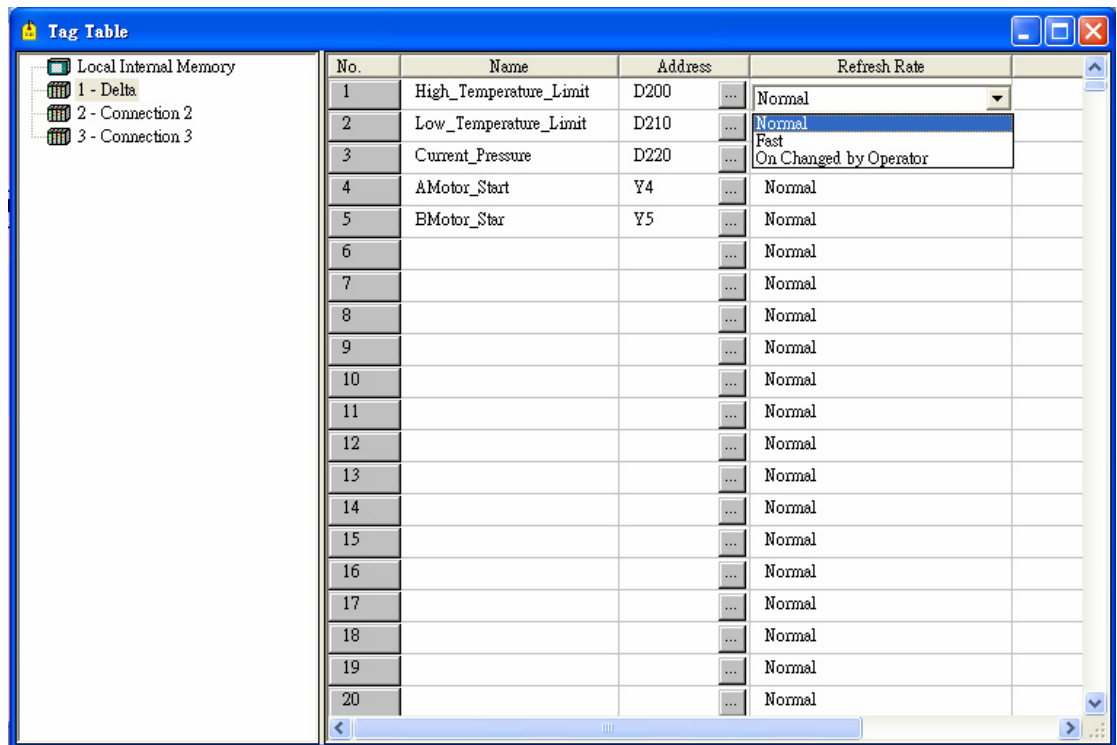 Tag Table
Local Internal Memory
1 - Delta
2 - Connection 2
3 - Connection 3
No. Name Address Refresh Rate
1 High_Temperature_Limit D200 ... Normal
2 Low_Temperature_Limit D210 ... Normal
Fast
3 Current_Pressure D220 ... On Changed by Operator
4 AMotor_Start Y4 ... Normal
5 BMotor_Star Y5 ... Normal
6 ... Normal
7 ... Normal
8 ... Normal
9 ... Normal
10 ... Normal
11 ... Normal
12 ... Normal
13 ... Normal
14 ... Normal
15 ... Normal
16 ... Normal
17 ... Normal
18 ... Normal
19 ... Normal
20 ... Normal